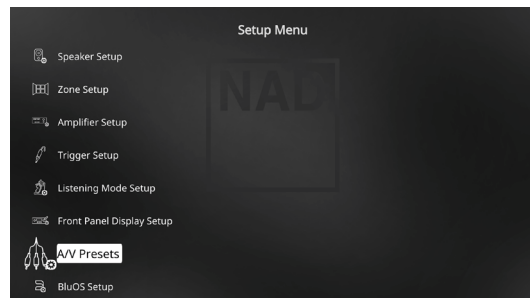 Setup Menu
Speaker Setup
Zone Setup
Amplifier Setup
Trigger Setup
Listening Mode Setup
Front Panel Display Setup
A/V Presets
BluOS Setup
NAD